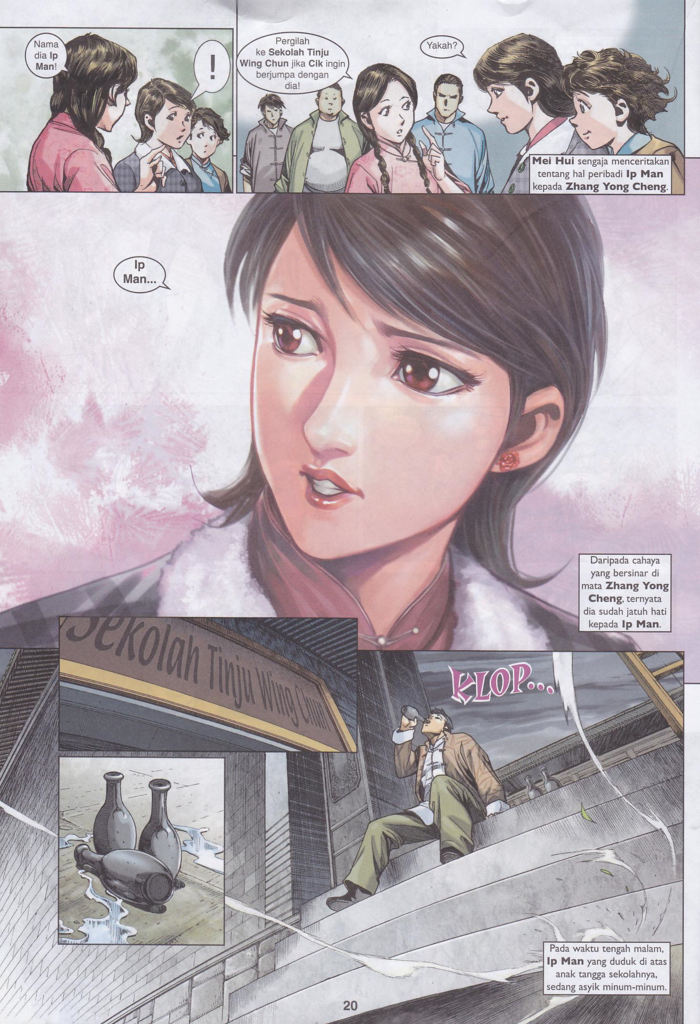 Nama
dia Ip
Man!
!
Pergilah
ke Sekolah Tinju
Wing Chun jika Cik ingin
berjumpa dengan
dia!
Yakah?
Mei Hui sengaja menceritakan
tentang hal peribadi Ip Man
kepada Zhang Yong Cheng.
Ip
Man...
Daripada cahaya
yang bersinar di
mata Zhang Yong
Cheng, ternyata
dia sudah jatuh hati
kepada Ip Man.
Sekolah Tinju Wing Chun
KLOP...
Pada waktu tengah malam,
Ip Man yang duduk di atas
anak tangga sekolahnya,
sedang asyik minum-minum.
20